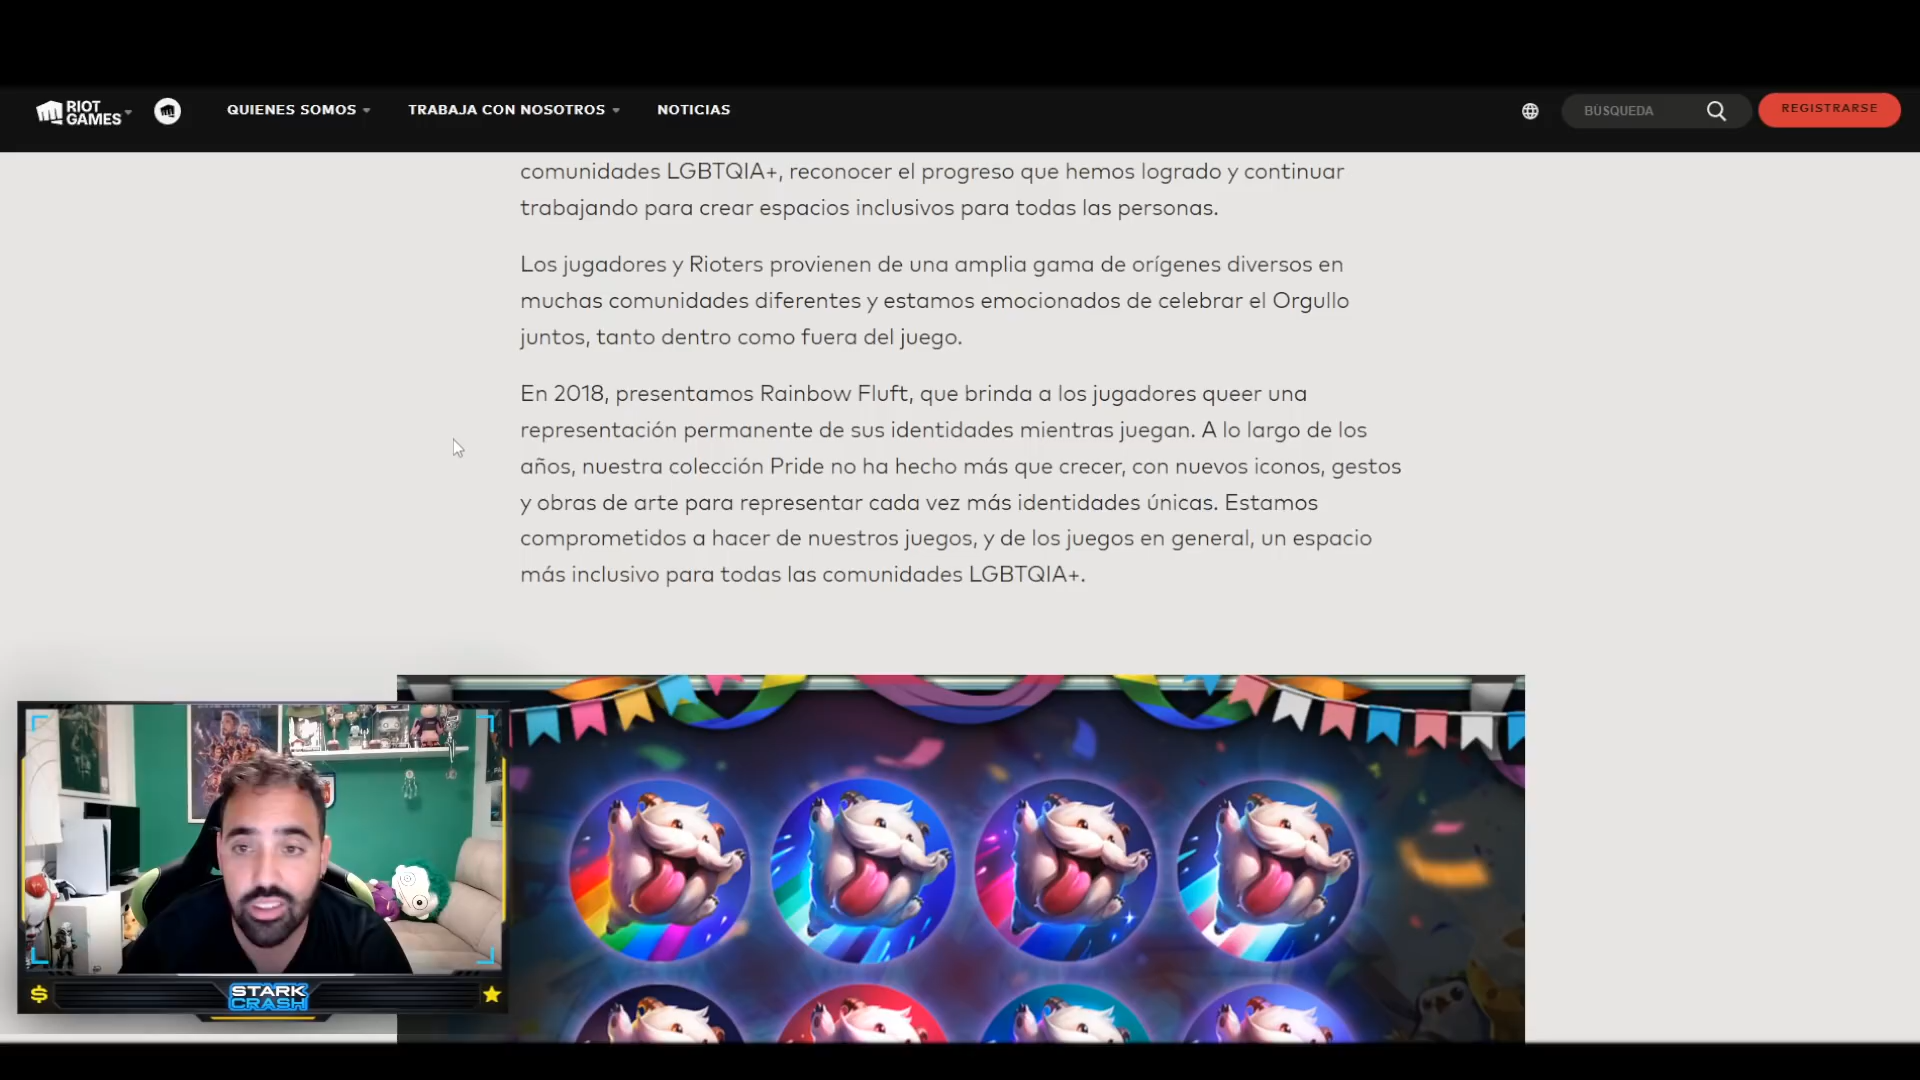 RIOT
GAMES
QUIENES SOMOS
TRABAJA CON NOSOTROS
NOTICIAS
BÚSQUEDA
REGISTRARSE
comunidades LGBTQIA+, reconocer el progreso que hemos logrado y continuar
trabajando para crear espacios inclusivos para todas las personas.
Los jugadores y Rioters provienen de una amplia gama de orígenes diversos en
muchas comunidades diferentes y estamos emocionados de celebrar el Orgullo
juntos, tanto dentro como fuera del juego.
En 2018, presentamos Rainbow Fluft, que brinda a los jugadores queer una
representación permanente de sus identidades mientras juegan. A lo largo de los
años, nuestra colección Pride no ha hecho más que crecer, con nuevos iconos, gestos
y obras de arte para representar cada vez más identidades únicas. Estamos
comprometidos a hacer de nuestros juegos, y de los juegos en general, un espacio
más inclusivo para todas las comunidades LGBTQIA+.
$
STARK
CRASH